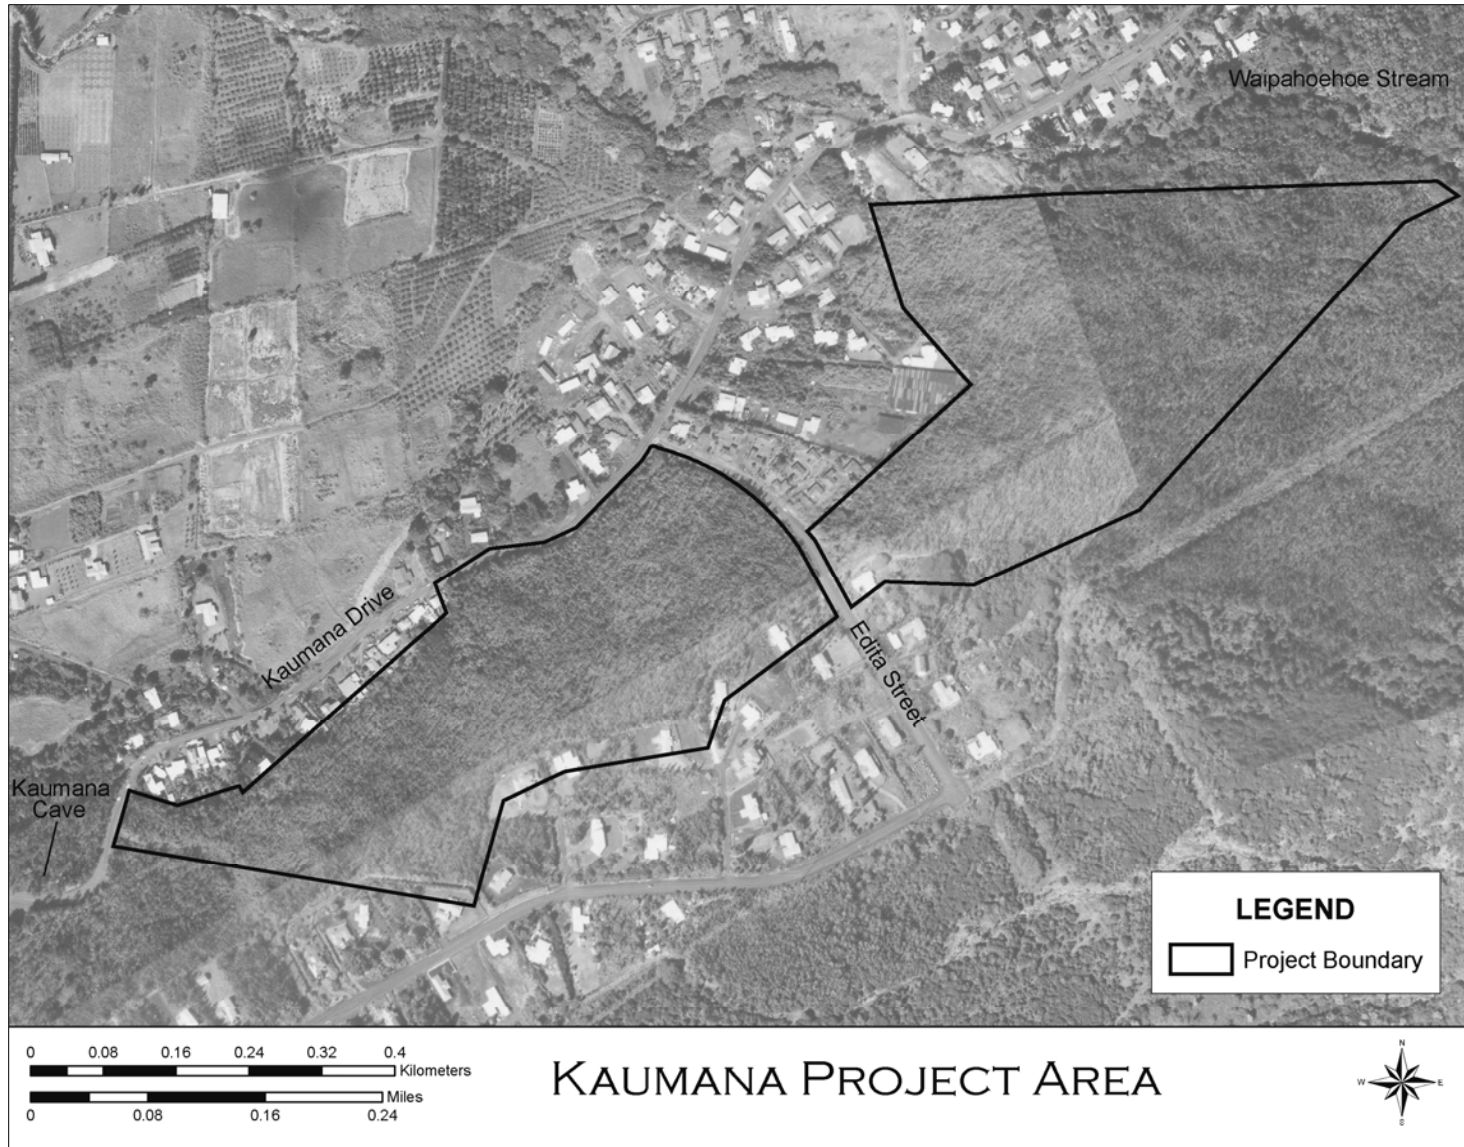 Waipahoehoe Stream
Kaumana Drive
Edita Street
Kaumana
Cave
LEGEND
Project Boundary
0 0.08 0.16 0.24 0.32 0.4
Kilometers
Miles
0 0.08 0.16 0.24
KAUMANA PROJECT AREA
N
W E
S